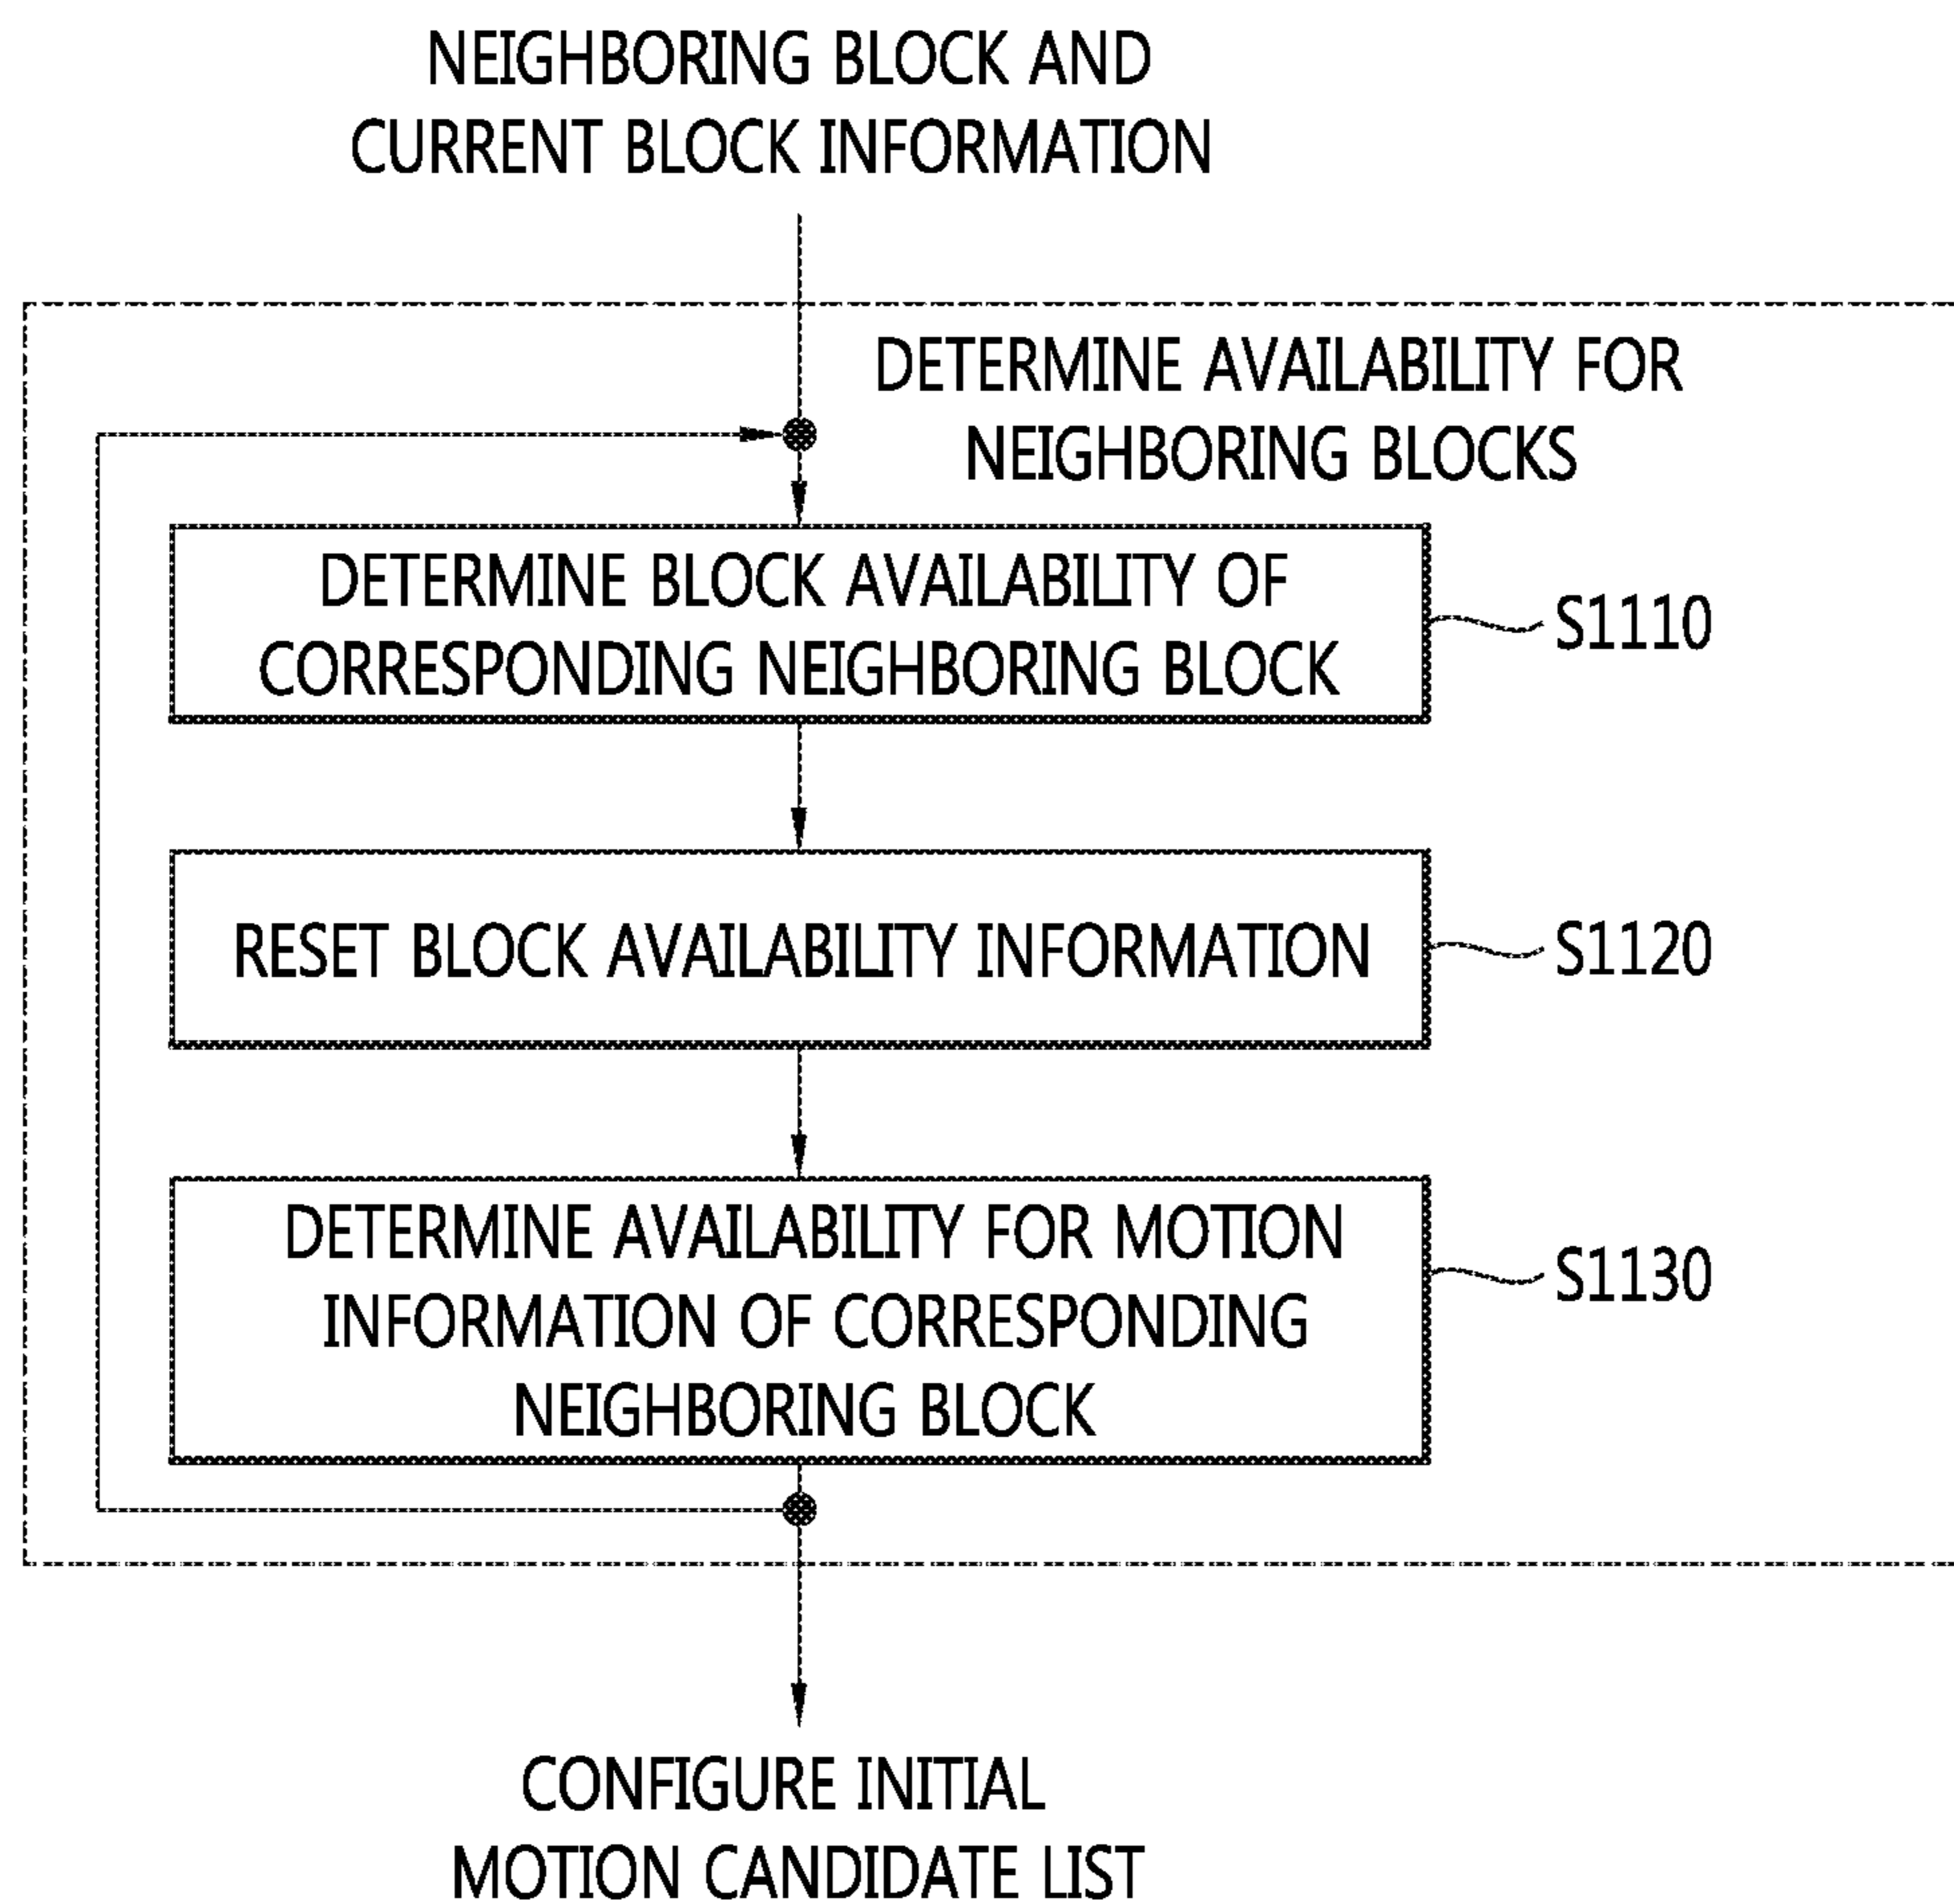 NEIGHBORING BLOCK AND
CURRENT BLOCK INFORMATION
DETERMINE AVAILABILITY FOR
NEIGHBORING BLOCKS
DETERMINE BLOCK AVAILABILITY OF
CORRESPONDING NEIGHBORING BLOCK
S1110
RESET BLOCK AVAILABILITY INFORMATION
S1120
DETERMINE AVAILABILITY FOR MOTION
INFORMATION OF CORRESPONDING
NEIGHBORING BLOCK
S1130
CONFIGURE INITIAL
MOTION CANDIDATE LIST